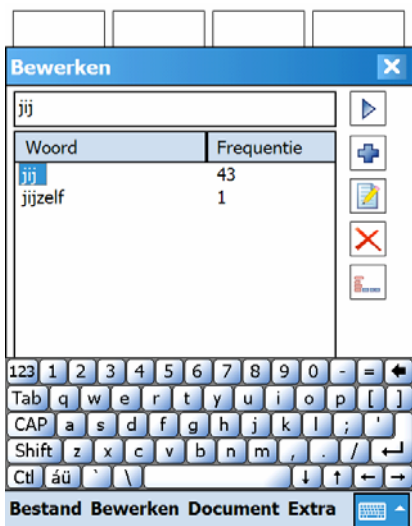 Bewerken
jij
Woord Frequentie
jij 43
jijzelf 1
123 1 2 3 4 5 6 7 8 9 0 - =
Tab q w e r t y u i o p [ ]
CAP a s d f g h j k l ; '
Shift z x c v b n m , . /
Ctl áü ` \
Bestand Bewerken Document Extra